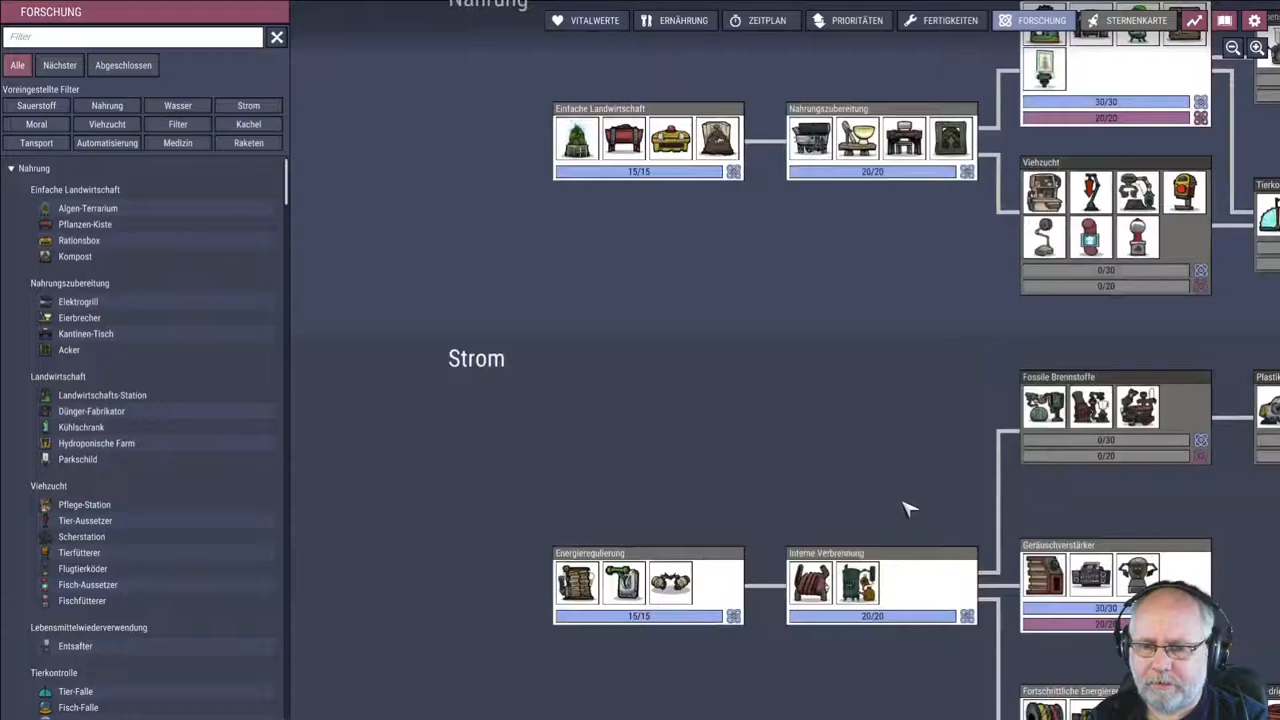 FORSCHUNG
Filter
Alle Nächster Abgeschlossen
Voreingestellte Filter
Sauerstoff Nahrung Wasser Strom
Moral Viehzucht Filter Kachel
Transport Automatisierung Medizin Raketen
Nahrung
Einfache Landwirtschaft
Algen-Terrarium
Pflanzen-Kiste
Rationsbox
Kompost
Nahrungszubereitung
Elektrogrill
Eierbrecher
Kantinen-Tisch
Acker
Landwirtschaft
Landwirtschafts-Station
Dünger-Fabrikator
Kühlschrank
Hydroponische Farm
Parkschild
Viehzucht
Pflege-Station
Tier-Aussetzer
Scherstation
Tierfütterer
Flugtierköder
Fisch-Aussetzer
Fischfütterer
Lebensmittelwiederverwendung
Entsafter
Tierkontrolle
Tier-Falle
Fisch-Falle
Nahrung
VITALWERTE ERNÄHRUNG ZEITPLAN PRIORITÄTEN FERTIGKEITEN FORSCHUNG STERNENKARTE
30/30
20/20
Einfache Landwirtschaft
15/15
Nahrungszubereitung
20/20
Viehzucht
0/30
0/20
Strom
Fossile Brennstoffe
0/30
0/20
Energieregulierung
15/15
Interne Verbrennung
20/20
Geräuschverstärker
30/30